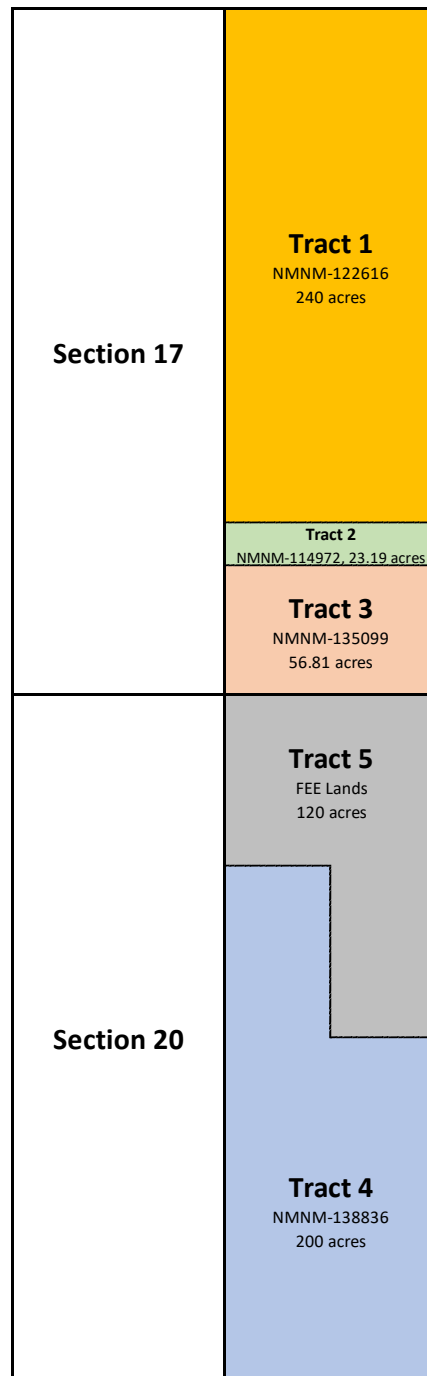 Tract 1
NMNM-122616
240 acres
Section 17
Tract 2
NMNM-114972, 23.19 acres
Tract 3
NMNM-135099
56.81 acres
Tract 5
FEE Lands
120 acres
Section 20
Tract 4
NMNM-138836
200 acres